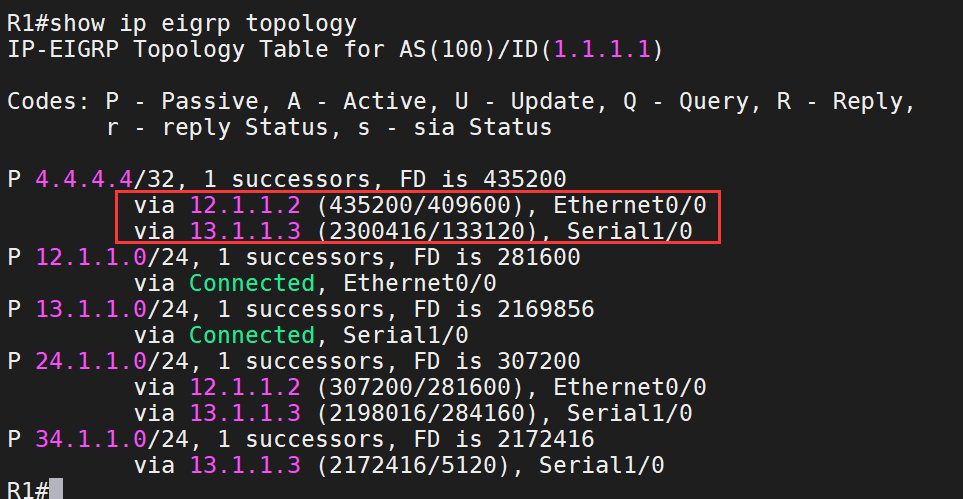 R1#show ip eigrp topology
IP-EIGRP Topology Table for AS(100)/ID(1.1.1.1)
Codes: P - Passive, A - Active, U - Update, Q - Query, R - Reply,
r - reply Status, s - sia Status
P 4.4.4.4/32, 1 successors, FD is 435200
via 12.1.1.2 (435200/409600), Ethernet0/0
via 13.1.1.3 (2300416/133120), Serial1/0
P 12.1.1.0/24, 1 successors, FD is 281600
via Connected, Ethernet0/0
P 13.1.1.0/24, 1 successors, FD is 2169856
via Connected, Serial1/0
P 24.1.1.0/24, 1 successors, FD is 307200
via 12.1.1.2 (307200/281600), Ethernet0/0
via 13.1.1.3 (2198016/284160), Serial1/0
P 34.1.1.0/24, 1 successors, FD is 2172416
via 13.1.1.3 (2172416/5120), Serial1/0
R1#